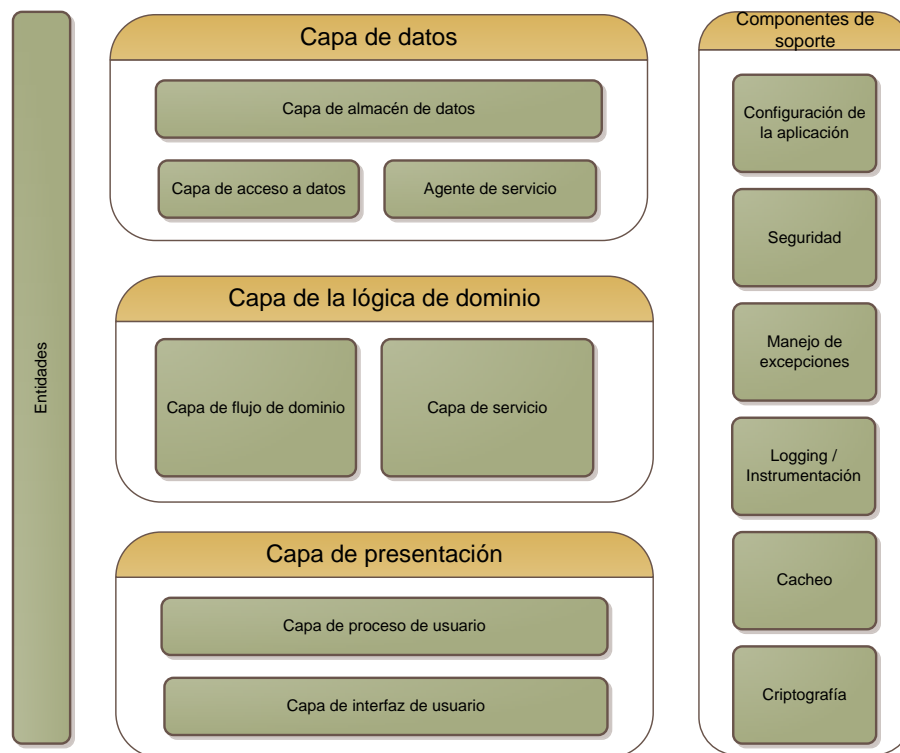 Entidades
Capa de datos
Capa de almacén de datos
Capa de acceso a datos
Agente de servicio
Capa de la lógica de dominio
Capa de flujo de dominio
Capa de servicio
Capa de presentación
Capa de proceso de usuario
Capa de interfaz de usuario
Componentes de
soporte
Configuración de
la aplicación
Seguridad
Manejo de
excepciones
Logging /
Instrumentación
Cacheo
Criptografía